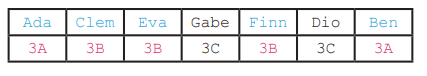 Ada Clem Eva Gabe Finn Dio Ben
3A 3B 3B 3C 3B 3C 3A